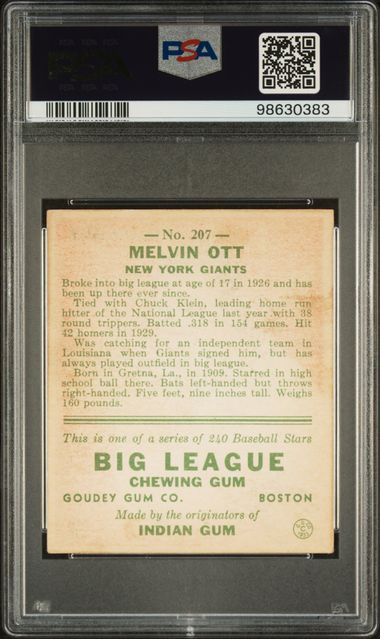 PSA
98630383
— No. 207 —
MELVIN OTT
NEW YORK GIANTS
Broke into big league at age of 17 in 1926 and has
been up there ever since.
Tied with Chuck Klein, leading home run
hitter of the National League last year with 38
round trippers. Batted .318 in 154 games. Hit
42 homers in 1929.
Was catching for an independent team in
Louisiana when Giants signed him, but has
always played outfield in big league.
Born in Gretna, La., in 1909. Starred in high
school ball there. Bats left-handed but throws
right-handed. Five feet, nine inches tall. Weighs
160 pounds.
This is one of a series of 240 Baseball Stars
BIG LEAGUE
CHEWING GUM
GOUDEY GUM CO. BOSTON
Made by the originators of
INDIAN GUM